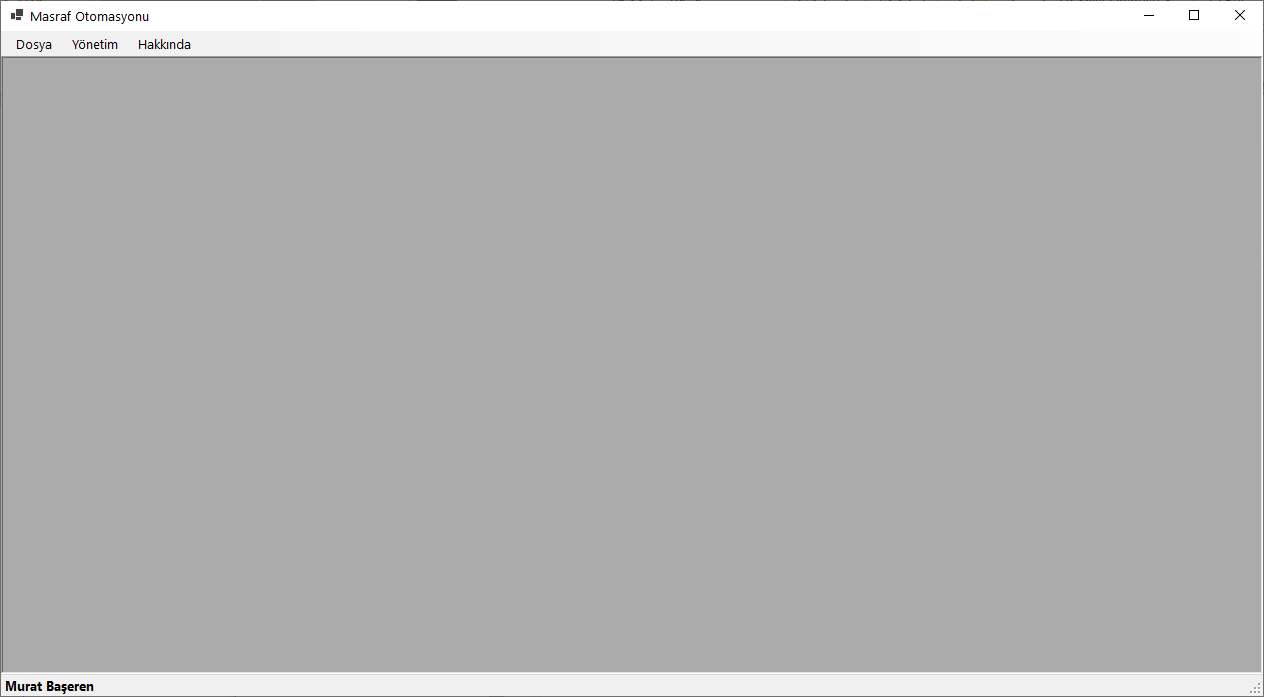 Masraf Otomasyonu
Dosya Yönetim Hakkında
Murat Başeren